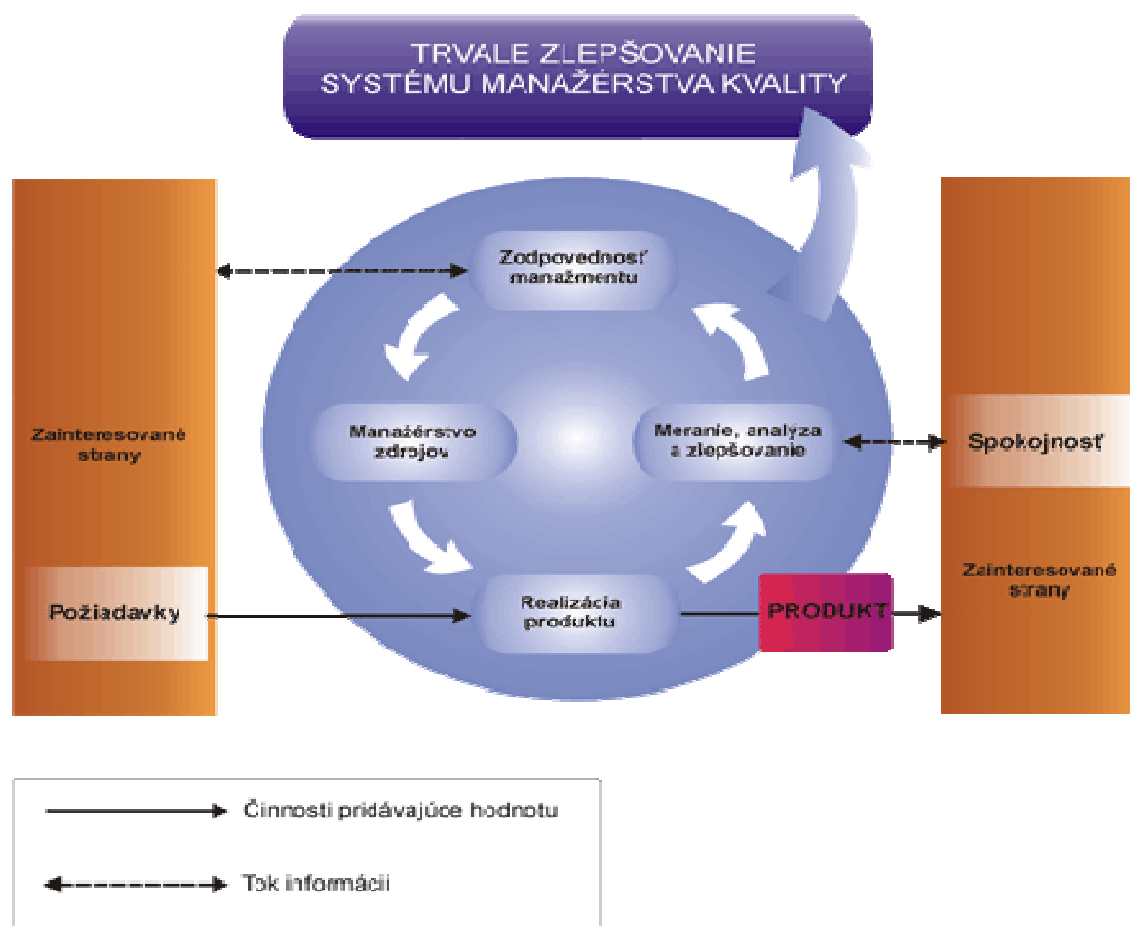 TRVALE ZLEPŠOVANIE
SYSTÉMU MANAŽÉRSTVA KVALITY
Zodpovednosť
manažmentu
Zainteresované
strany
Manažérstvo
zdrojov
Meranie, analýza
a zlepšovanie
Spokojnosť
Zainteresované
strany
Požiadavky
Realizácia
produktu
PRODUKT
Činnosti pridávajúce hodnotu
Tok informácií